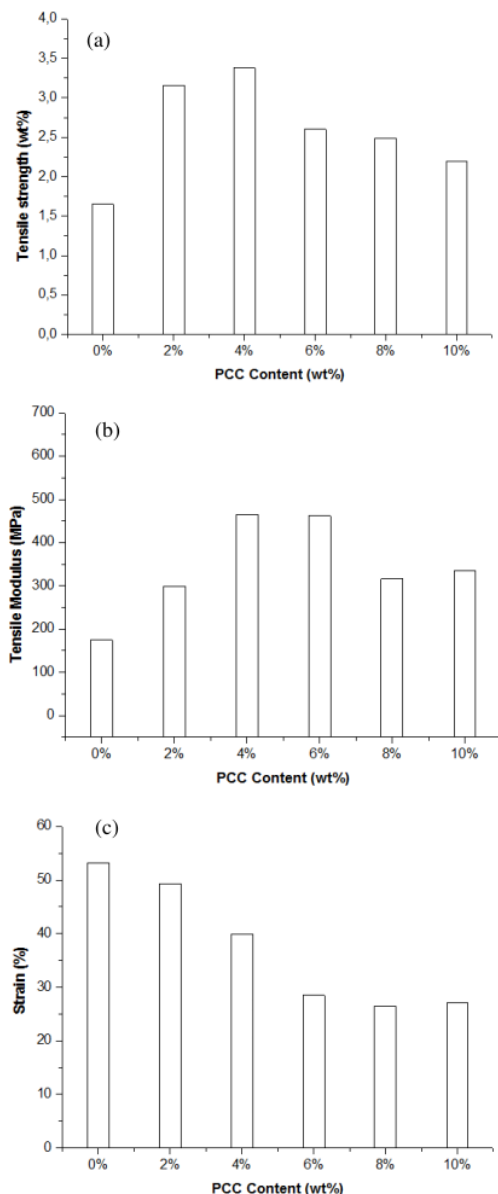 (a)
Tensile strength (wt%)
4,0
3,5
3,0
2,5
2,0
1,5
1,0
0,5
0,0
0% 2% 4% 6% 8% 10%
PCC Content (wt%)
(b)
Tensile Modulus (MPa)
700
600
500
400
300
200
100
0
0% 2% 4% 6% 8% 10%
PCC Content (wt%)
(c)
Strain (%)
60
50
40
30
20
10
0
0% 2% 4% 6% 8% 10%
PCC Content (wt%)